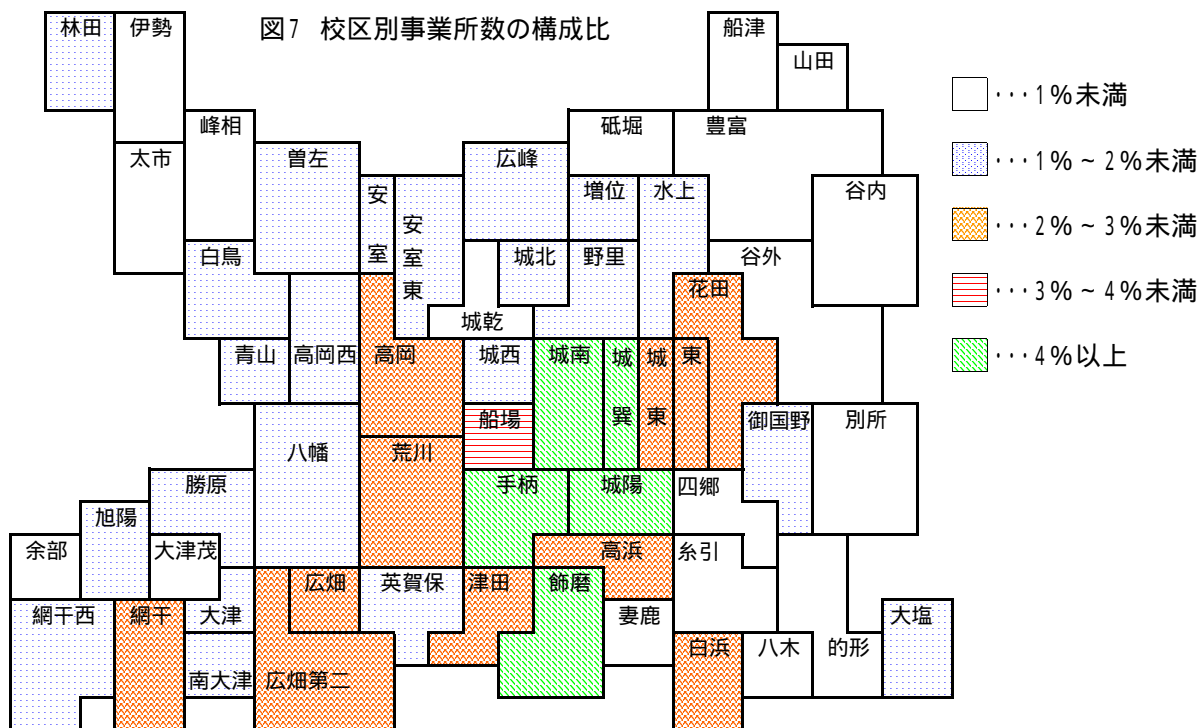 図7 校区別事業所数の構成比
林田
伊勢
船津
山田
･･･1%未満
峰相
砥堀
豊富
太市
曽左
広峰
･･･1%~2%未満
安室
安室東
増位
水上
谷内
･･･2%~3%未満
白鳥
城北
野里
谷外
花田
･･･3%~4%未満
城乾
青山
高岡西
高岡
城西
城南
城巽
城東
東
･･･4%以上
船場
御国野
別所
八幡
荒川
勝原
手柄
城陽
四郷
旭陽
余部
大津茂
高浜
糸引
広畑
英賀保
津田
飾磨
網干西
網干
大津
妻鹿
大塩
白浜
八木
的形
南大津
広畑第二